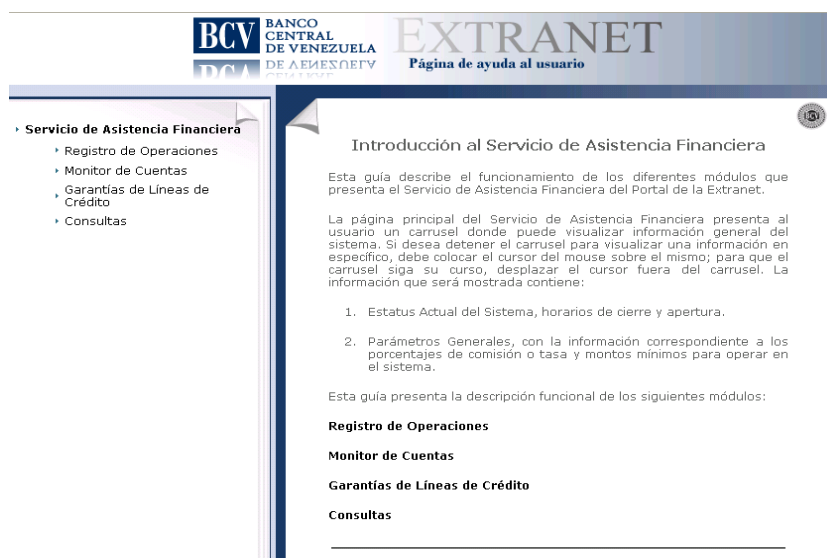 BCV BANCO
CENTRAL
DE VENEZUELA
EXTRANET
Página de ayuda al usuario
Servicio de Asistencia Financiera
Registro de Operaciones
Monitor de Cuentas
Garantías de Líneas de
Crédito
Consultas
Introducción al Servicio de Asistencia Financiera
Esta guía describe el funcionamiento de los diferentes módulos que
presenta el Servicio de Asistencia Financiera del Portal de la Extranet.
La página principal del Servicio de Asistencia Financiera presenta al
usuario un carrusel donde puede visualizar información general del
sistema. Si desea detener el carrusel para visualizar una información en
específico, debe colocar el cursor del mouse sobre el mismo; para que el
carrusel siga su curso, desplazar el cursor fuera del carrusel. La
información que será mostrada contiene:
1. Estatus Actual del Sistema, horarios de cierre y apertura.
2. Parámetros Generales, con la información correspondiente a los
porcentajes de comisión o tasa y montos mínimos para operar en
el sistema.
Esta guía presenta la descripción funcional de los siguientes módulos:
Registro de Operaciones
Monitor de Cuentas
Garantías de Líneas de Crédito
Consultas